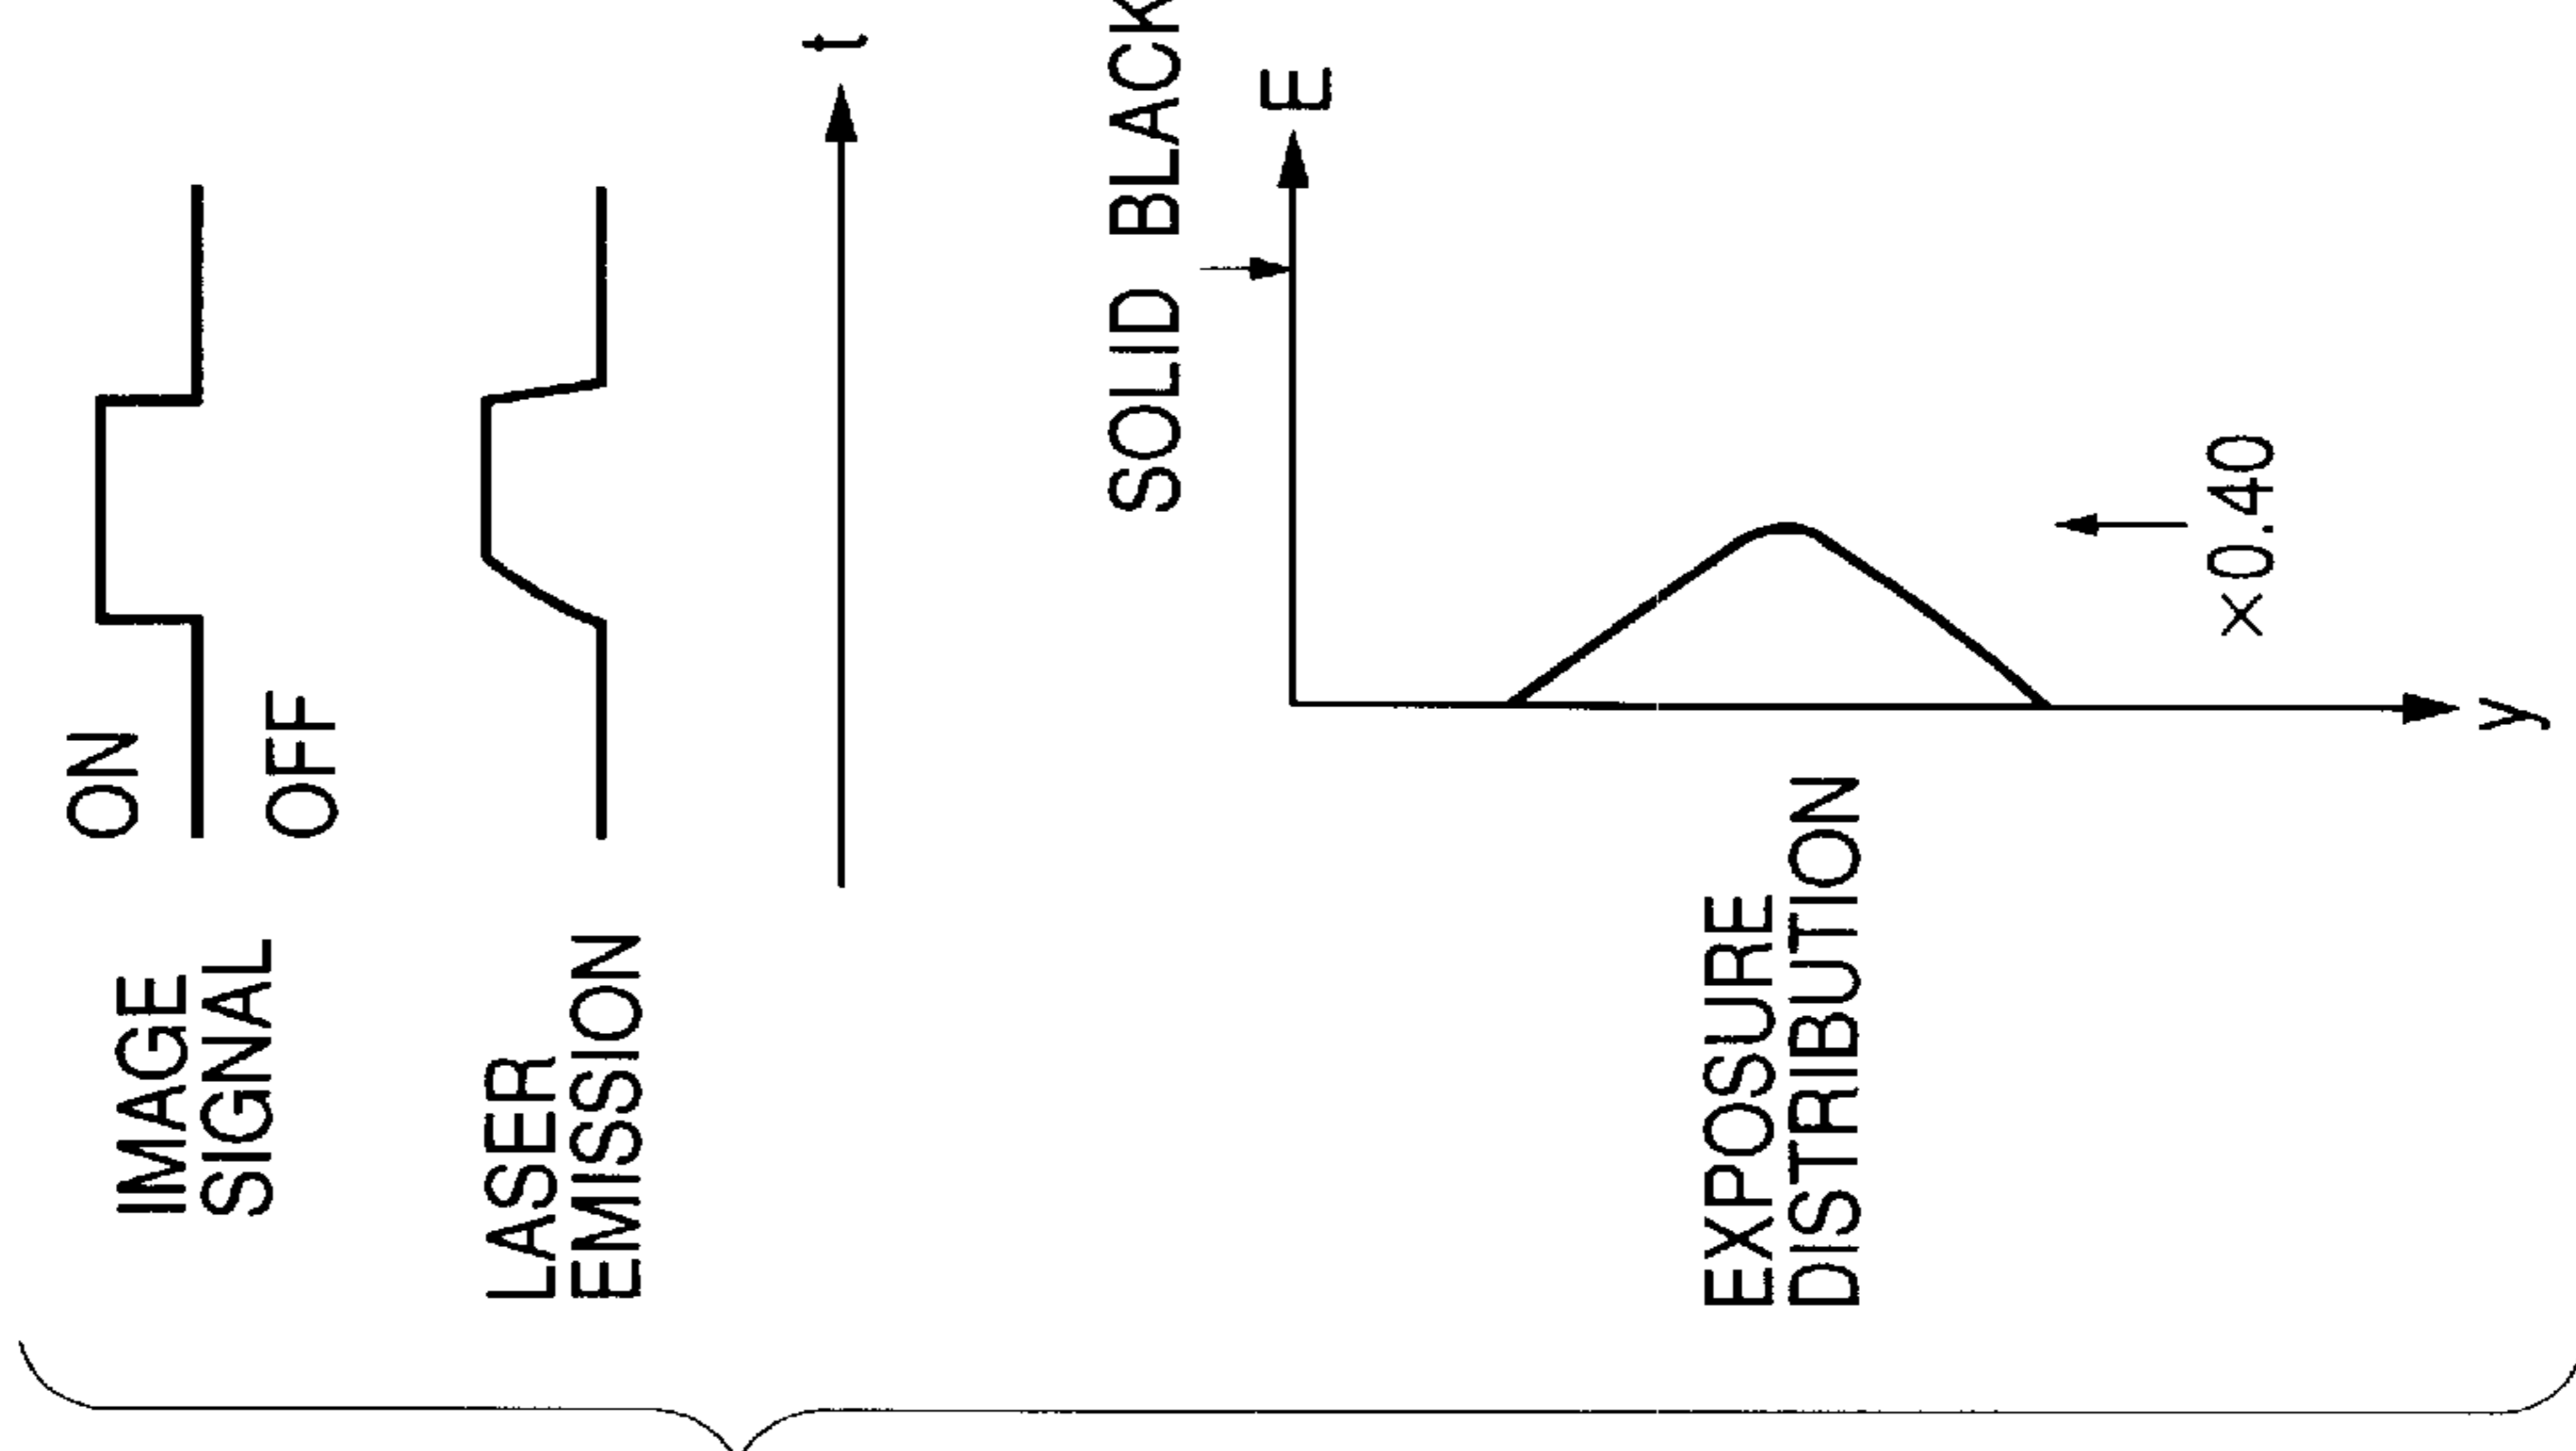 IMAGE
SIGNAL
ON
OFF
LASER
EMISSION
t
SOLID BLACK
E
EXPOSURE
DISTRIBUTION
×0.40
y